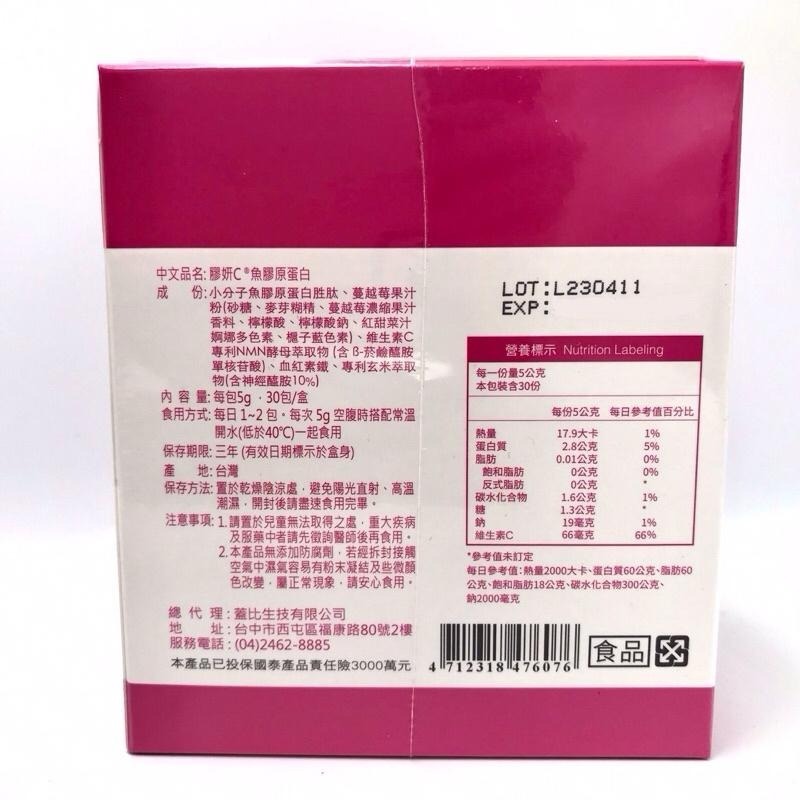 中文品名: 膠妍C®魚膠原蛋白
成 份: 小分子魚膠原蛋白胜肽、蔓越莓果汁
粉(砂糖、麥芽糊精、蔓越莓濃縮果汁
香料、檸檬酸、檸檬酸鈉、紅甜菜汁
婀娜多色素、梔子藍色素)、維生素C
專利NMN酵母萃取物 (含 β-菸鹼醯胺
單核苷酸)、血紅素鐵、專利玄米萃取
物(含神經醯胺10%)
內 容 量: 每包5g ，30包/盒
食用方式: 每日 1~2 包。每次 5g 空腹時搭配常溫
開水(低於40℃)一起食用
保存期限: 三年 (有效日期標示於盒身)
產 地: 台灣
保存方法: 置於乾燥陰涼處，避免陽光直射、高溫
潮濕，開封後請盡速食用完畢。
注意事項: 1.請置於兒童無法取得之處，重大疾病
及服藥中者請先徵詢醫師後再食用。
2.本產品無添加防腐劑，若經拆封接觸
空氣中濕氣容易有粉末凝結及些微顏
色改變，屬正常現象，請安心食用。
總 代 理: 蓋比生技有限公司
地 址: 台中市西屯區福康路80號2樓
服務電話: (04)2462-8885
本產品已投保國泰產品責任險3000萬元
LOT:L230411
EXP:
營養標示 Nutrition Labeling
每一份量5公克
本包裝含30份
每份5公克 每日參考值百分比
熱量 17.9大卡 1%
蛋白質 2.8公克 5%
脂肪 0.01公克 0%
飽和脂肪 0公克 0%
反式脂肪 0公克 *
碳水化合物 1.6公克 1%
糖 1.3公克 *
鈉 19毫克 1%
維生素C 66毫克 66%
*參考值未訂定
每日參考值:熱量2000大卡、蛋白質60公克、脂肪60
公克、飽和脂肪18公克、碳水化合物300公克、
鈉2000毫克
4 712318 476076
食品